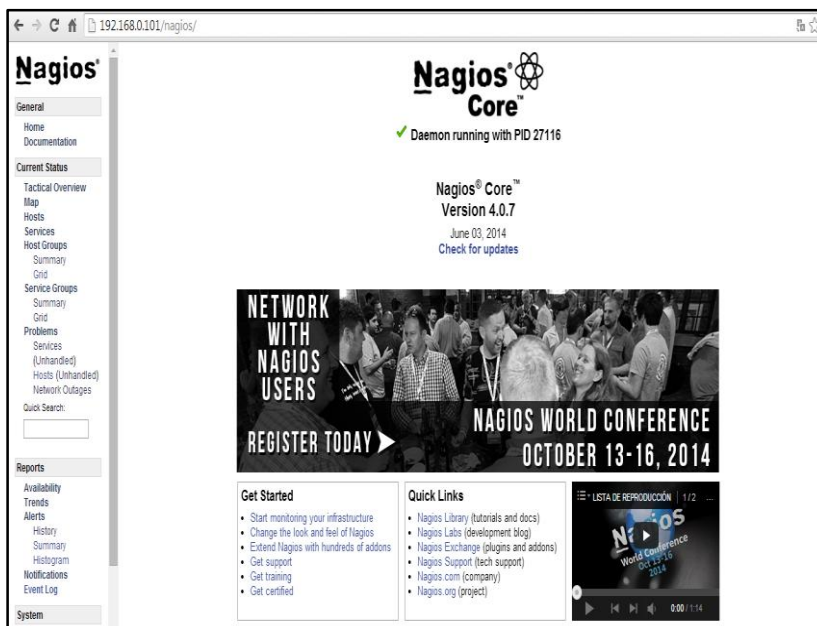 192.168.0.101/nagios/
Nagios®
General
Home
Documentation
Current Status
Tactical Overview
Map
Hosts
Services
Host Groups
Summary
Grid
Service Groups
Summary
Grid
Problems
Services
(Unhandled)
Hosts (Unhandled)
Network Outages
Quick Search:
Reports
Availability
Trends
Alerts
History
Summary
Histogram
Notifications
Event Log
System
Nagios®
Core™
Daemon running with PID 27116
Nagios® Core™
Version 4.0.7
June 03, 2014
Check for updates
NETWORK
WITH
NAGIOS
USERS
REGISTER TODAY
NAGIOS WORLD CONFERENCE
OCTOBER 13-16, 2014
Get Started
• Start monitoring your infrastructure
• Change the look and feel of Nagios
• Extend Nagios with hundreds of addons
• Get support
• Get training
• Get certified
Quick Links
• Nagios Library (tutorials and docs)
• Nagios Labs (development blog)
• Nagios Exchange (plugins and addons)
• Nagios Support (tech support)
• Nagios.com (company)
• Nagios.org (project)
LISTA DE REPRODUCCIÓN 1/2 ...
Nagios
World Conference
Oct 13-16
2014
0:00 / 1:14